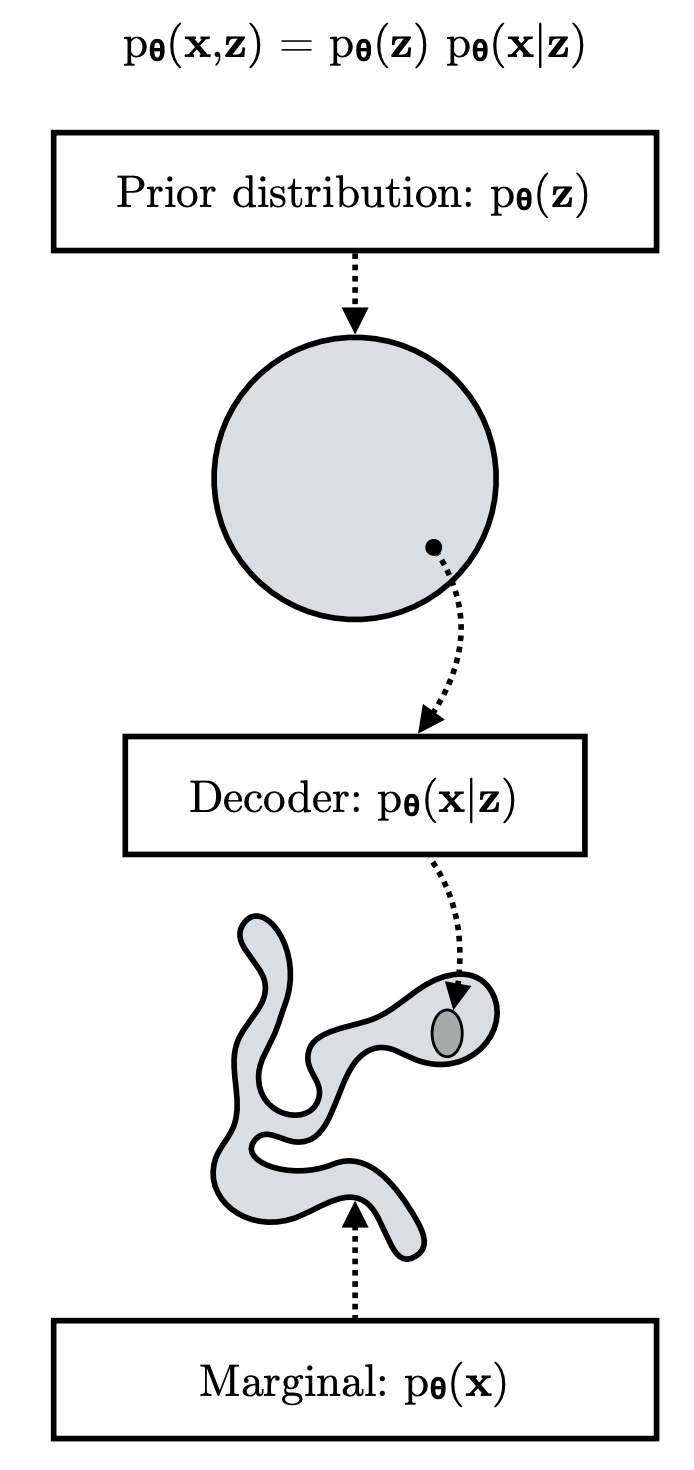 p𝛉(𝐱,𝐳) = p𝛉(𝐳) p𝛉(𝐱|𝐳)
Prior distribution: p𝛉(𝐳)
Decoder: p𝛉(𝐱|𝐳)
Marginal: p𝛉(𝐱)